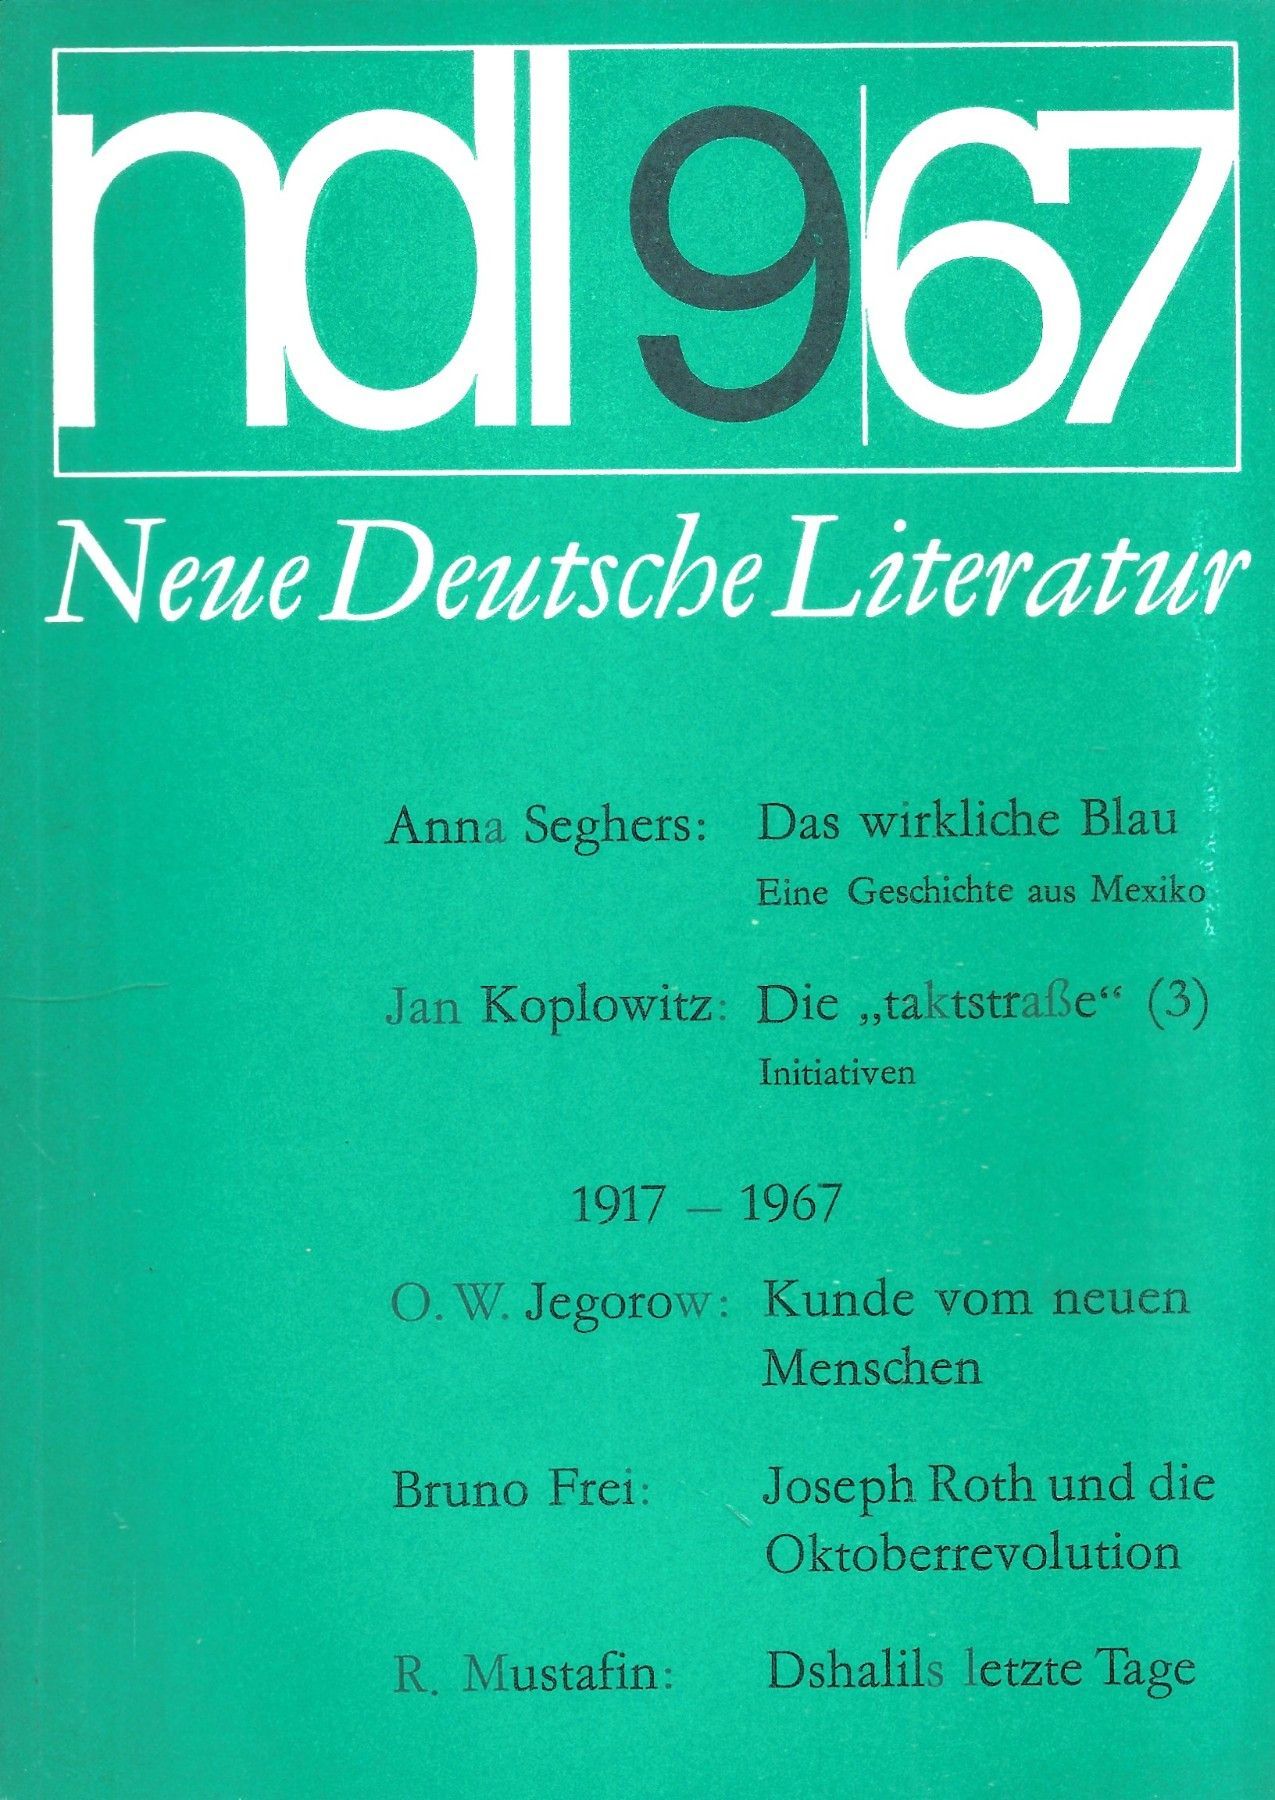 ndl 9|67
Neue Deutsche Literatur
Anna Seghers: Das wirkliche Blau
Eine Geschichte aus Mexiko
Jan Koplowitz: Die „taktstraße“ (3)
Initiativen
1917 – 1967
O. W. Jegorow: Kunde vom neuen
Menschen
Bruno Frei: Joseph Roth und die
Oktoberrevolution
R. Mustafin: Dshalils letzte Tage